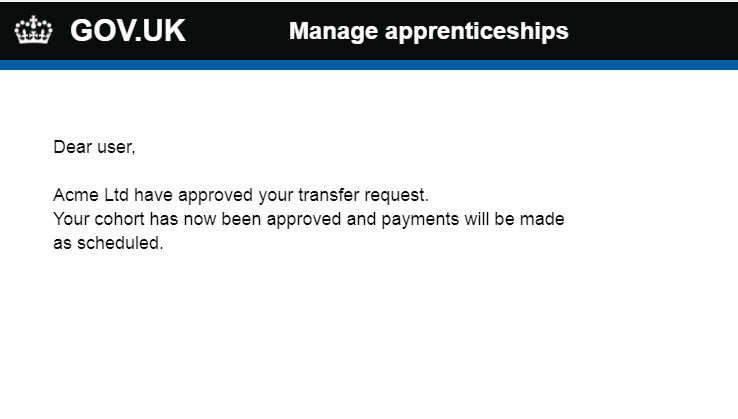 GOV.UK Manage apprenticeships
Dear user,
Acme Ltd have approved your transfer request.
Your cohort has now been approved and payments will be made
as scheduled.